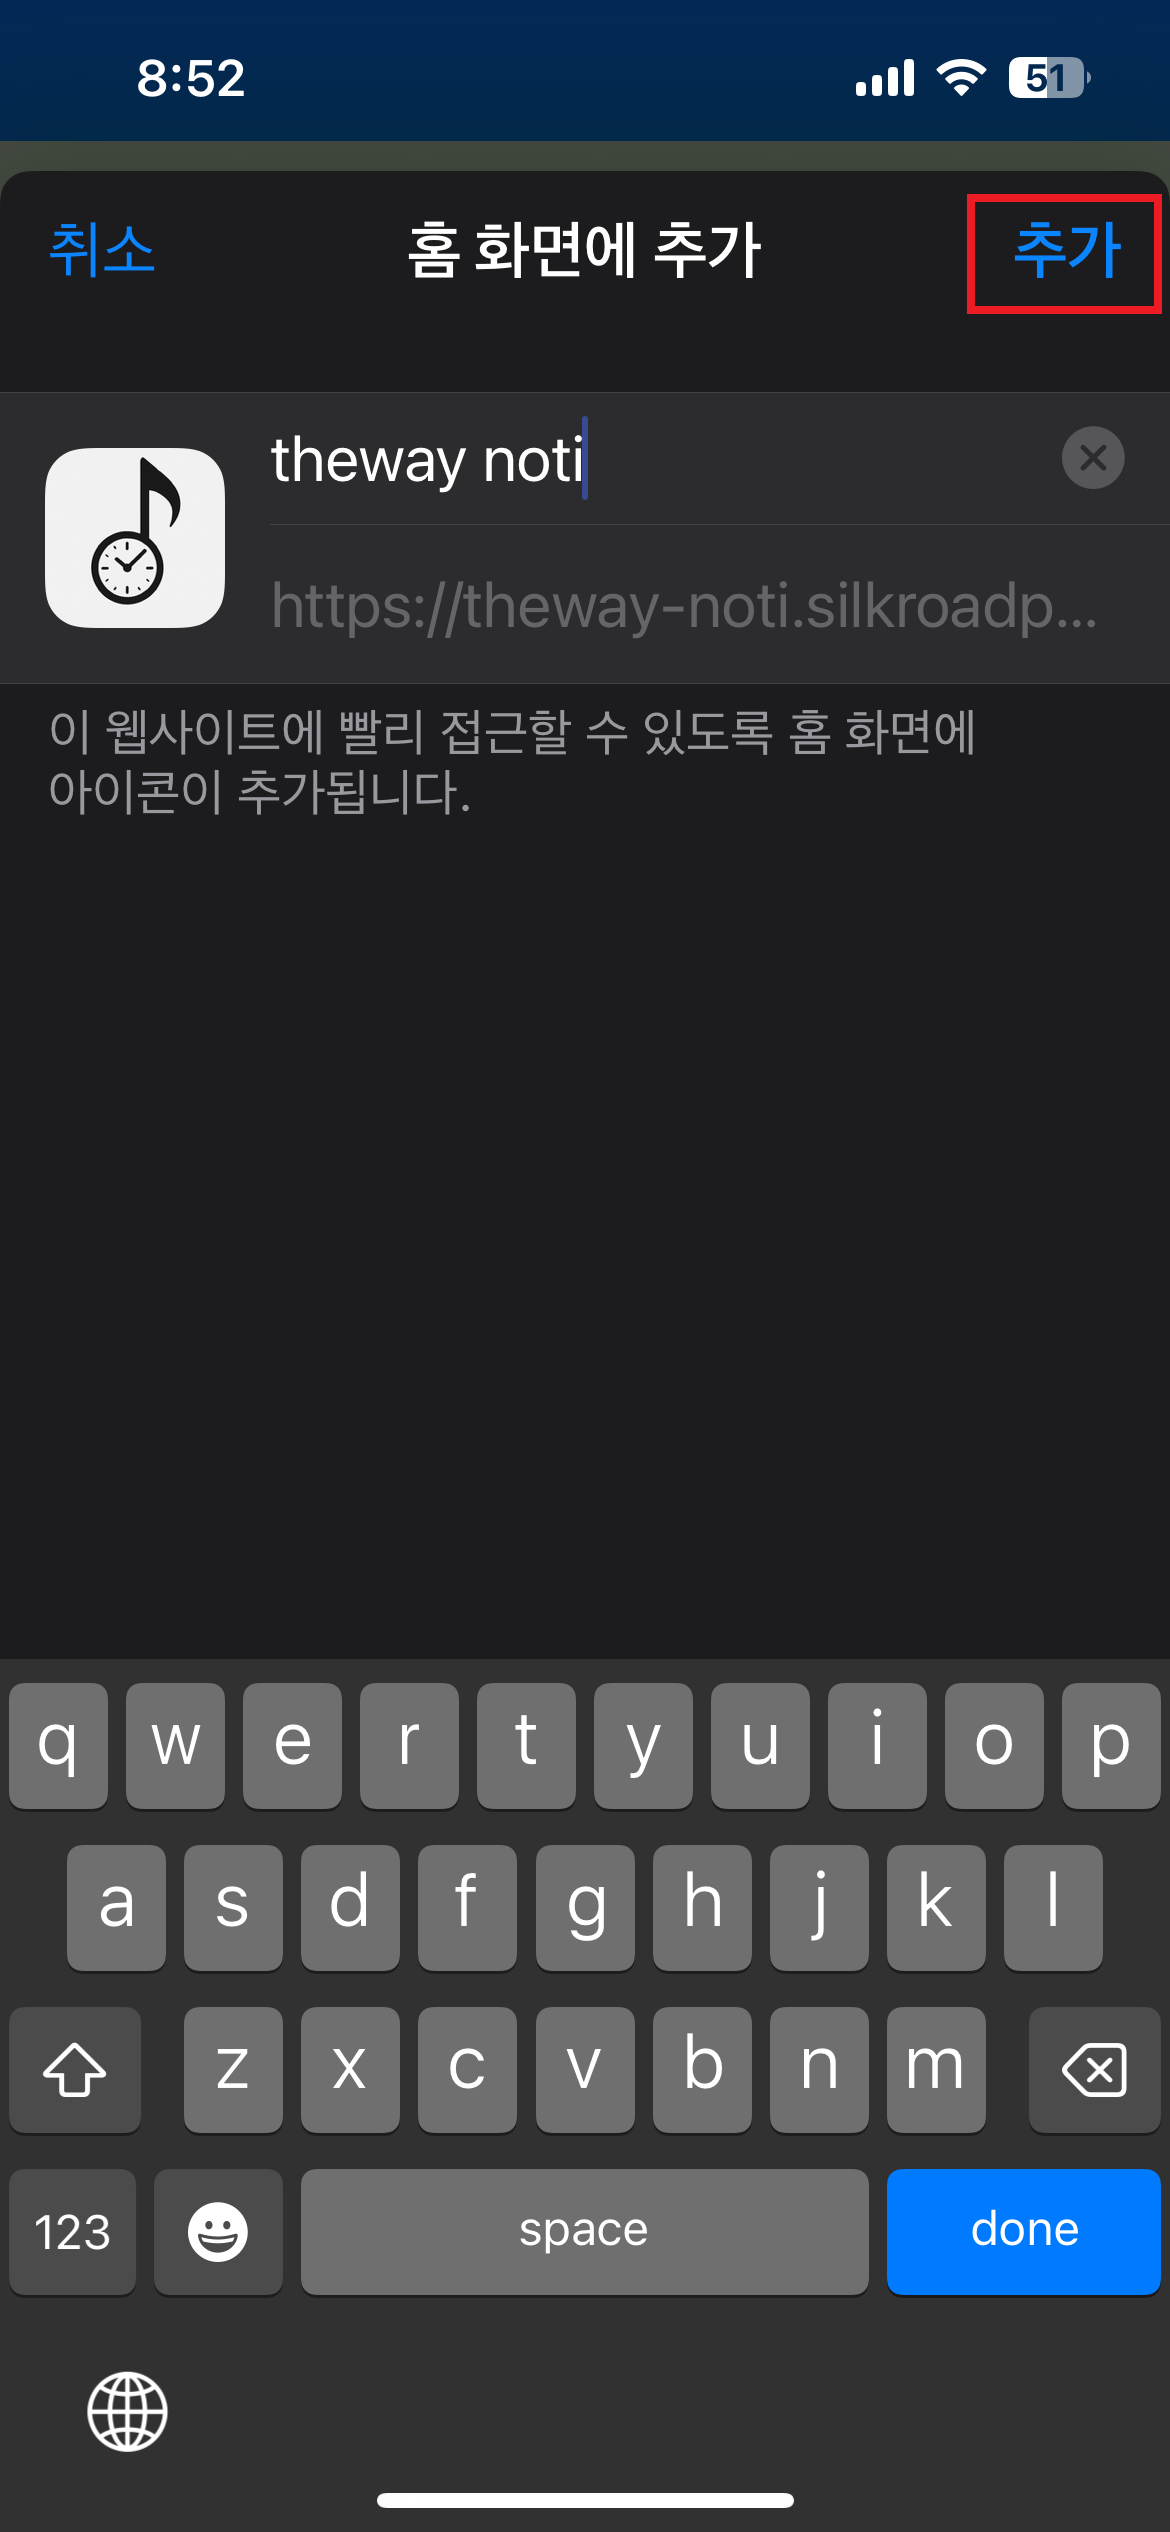 8:52
51
취소
홈 화면에 추가
추가
theway noti
https://theway-noti.silkroadp...
이 웹사이트에 빨리 접근할 수 있도록 홈 화면에
아이콘이 추가됩니다.
q w e r t y u i o p
a s d f g h j k l
z x c v b n m
123 space done